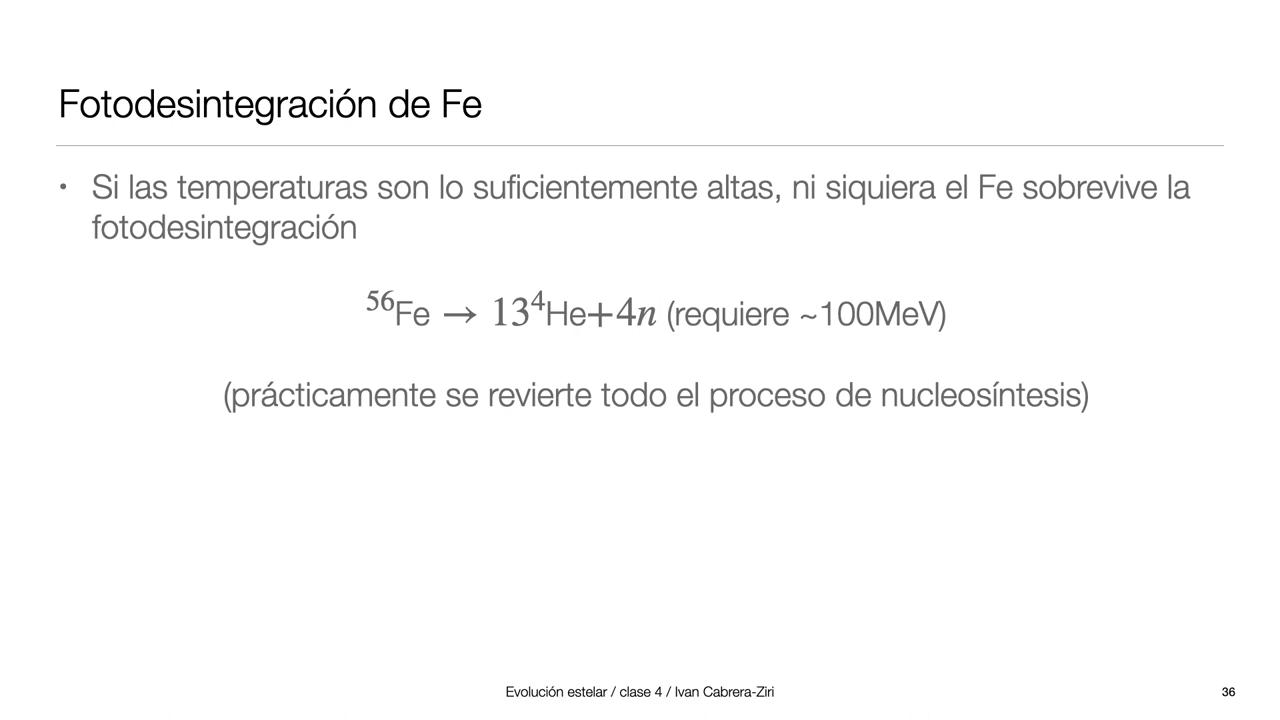 Fotodesintegración de Fe
• Si las temperaturas son lo suficientemente altas, ni siquiera el Fe sobrevive la
fotodesintegración
⁵⁶Fe → 13⁴He+4n (requiere ~100MeV)
(prácticamente se revierte todo el proceso de nucleosíntesis)
Evolución estelar / clase 4 / Ivan Cabrera-Ziri
36